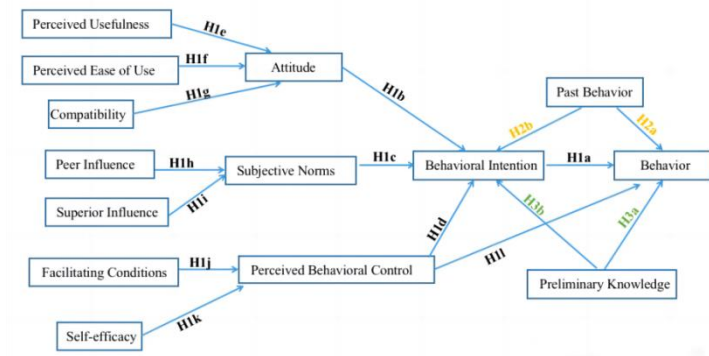 Perceived Usefulness
H1e
Perceived Ease of Use
H1f
Attitude
H1g
Compatibility
H1b
Past Behavior
H2b
H2a
Peer Influence
H1h
Subjective Norms
H1c
Behavioral Intention
H1a
Behavior
Superior Influence
H1i
H1d
H3b
H3a
Facilitating Conditions
H1j
Perceived Behavioral Control
H1l
Preliminary Knowledge
Self-efficacy
H1k